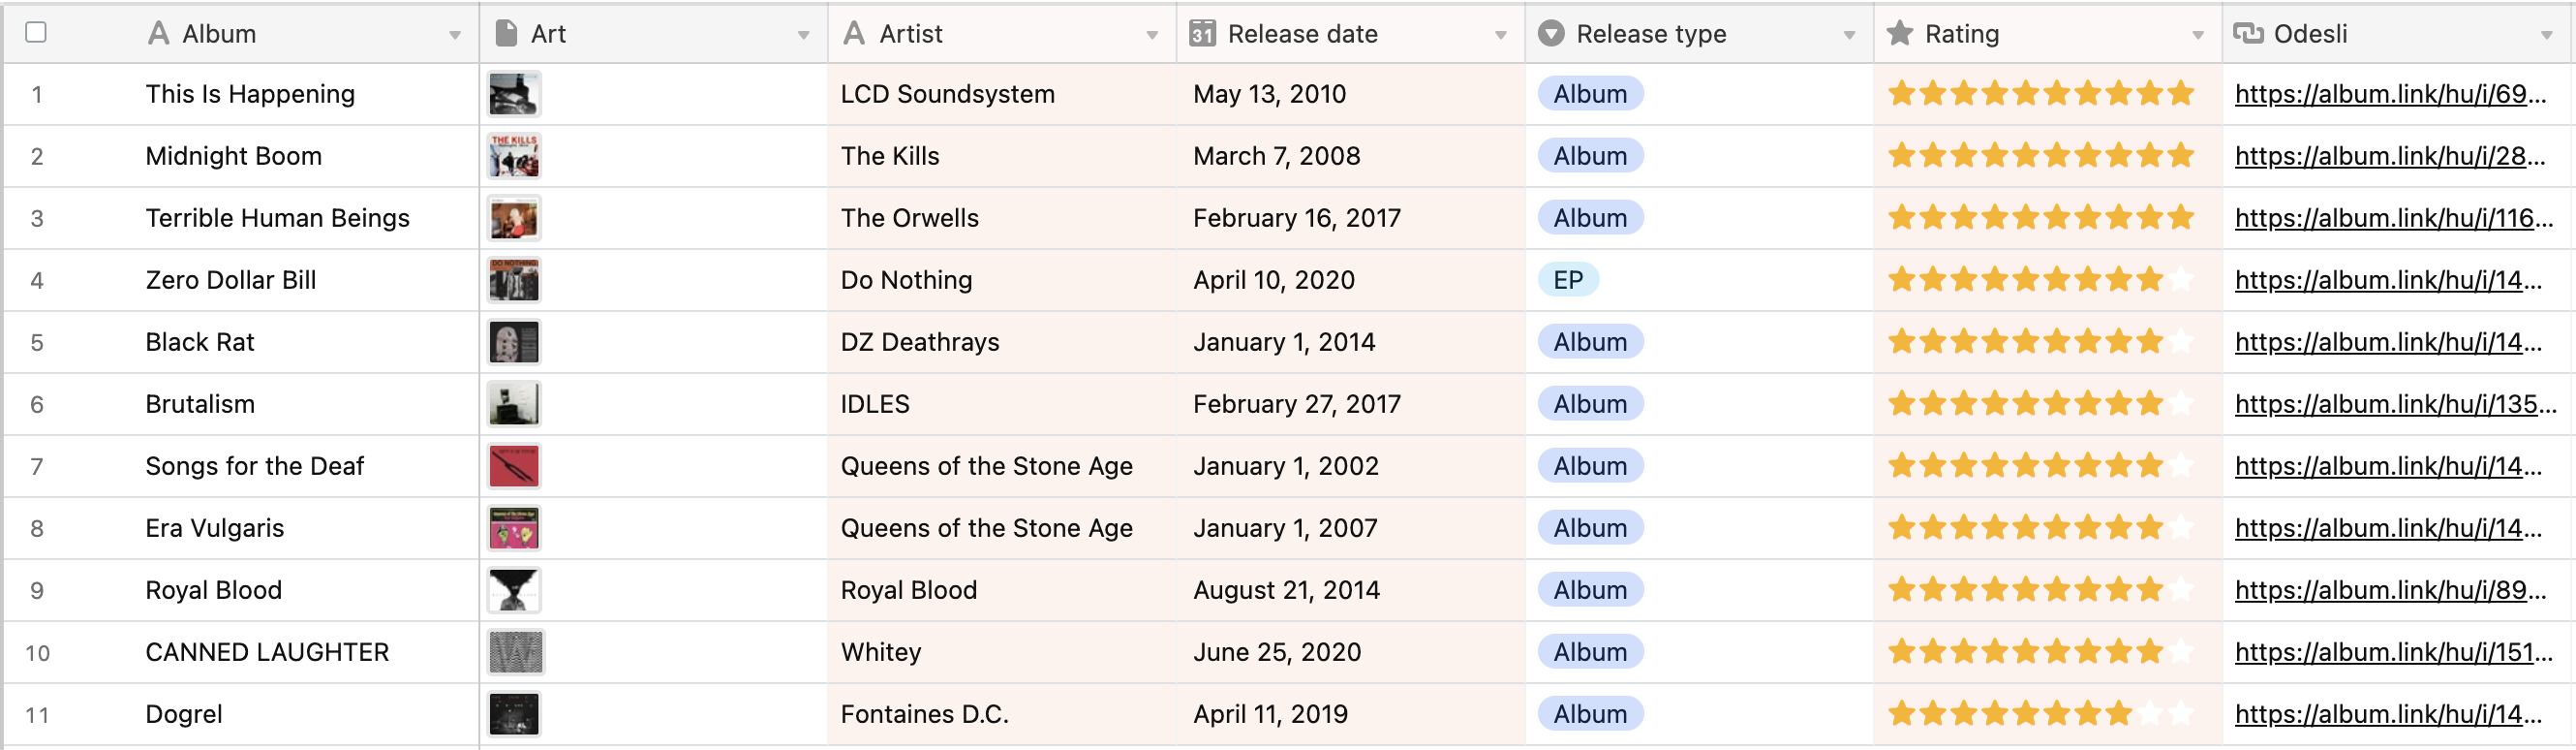 Album Art Artist Release date Release type Rating Odesli
1 This Is Happening LCD Soundsystem May 13, 2010 Album https://album.link/hu/i/69...
2 Midnight Boom THE KILLS The Kills March 7, 2008 Album https://album.link/hu/i/28...
3 Terrible Human Beings The Orwells February 16, 2017 Album https://album.link/hu/i/116...
4 Zero Dollar Bill DO NOTHING Do Nothing April 10, 2020 EP https://album.link/hu/i/14...
5 Black Rat DZ Deathrays January 1, 2014 Album https://album.link/hu/i/14...
6 Brutalism IDLES February 27, 2017 Album https://album.link/hu/i/135...
7 Songs for the Deaf Queens of the Stone Age January 1, 2002 Album https://album.link/hu/i/14...
8 Era Vulgaris Queens of the Stone Age January 1, 2007 Album https://album.link/hu/i/14...
9 Royal Blood Royal Blood August 21, 2014 Album https://album.link/hu/i/89...
10 CANNED LAUGHTER W Whitey June 25, 2020 Album https://album.link/hu/i/151...
11 Dogrel Fontaines D.C. April 11, 2019 Album https://album.link/hu/i/14...